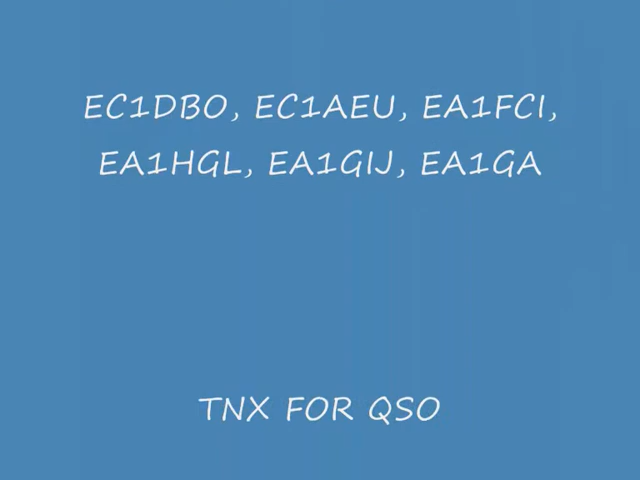 EC1DBO, EC1AEU, EA1FCI,
EA1HGL, EA1GIJ, EA1GA
TNX FOR QSO